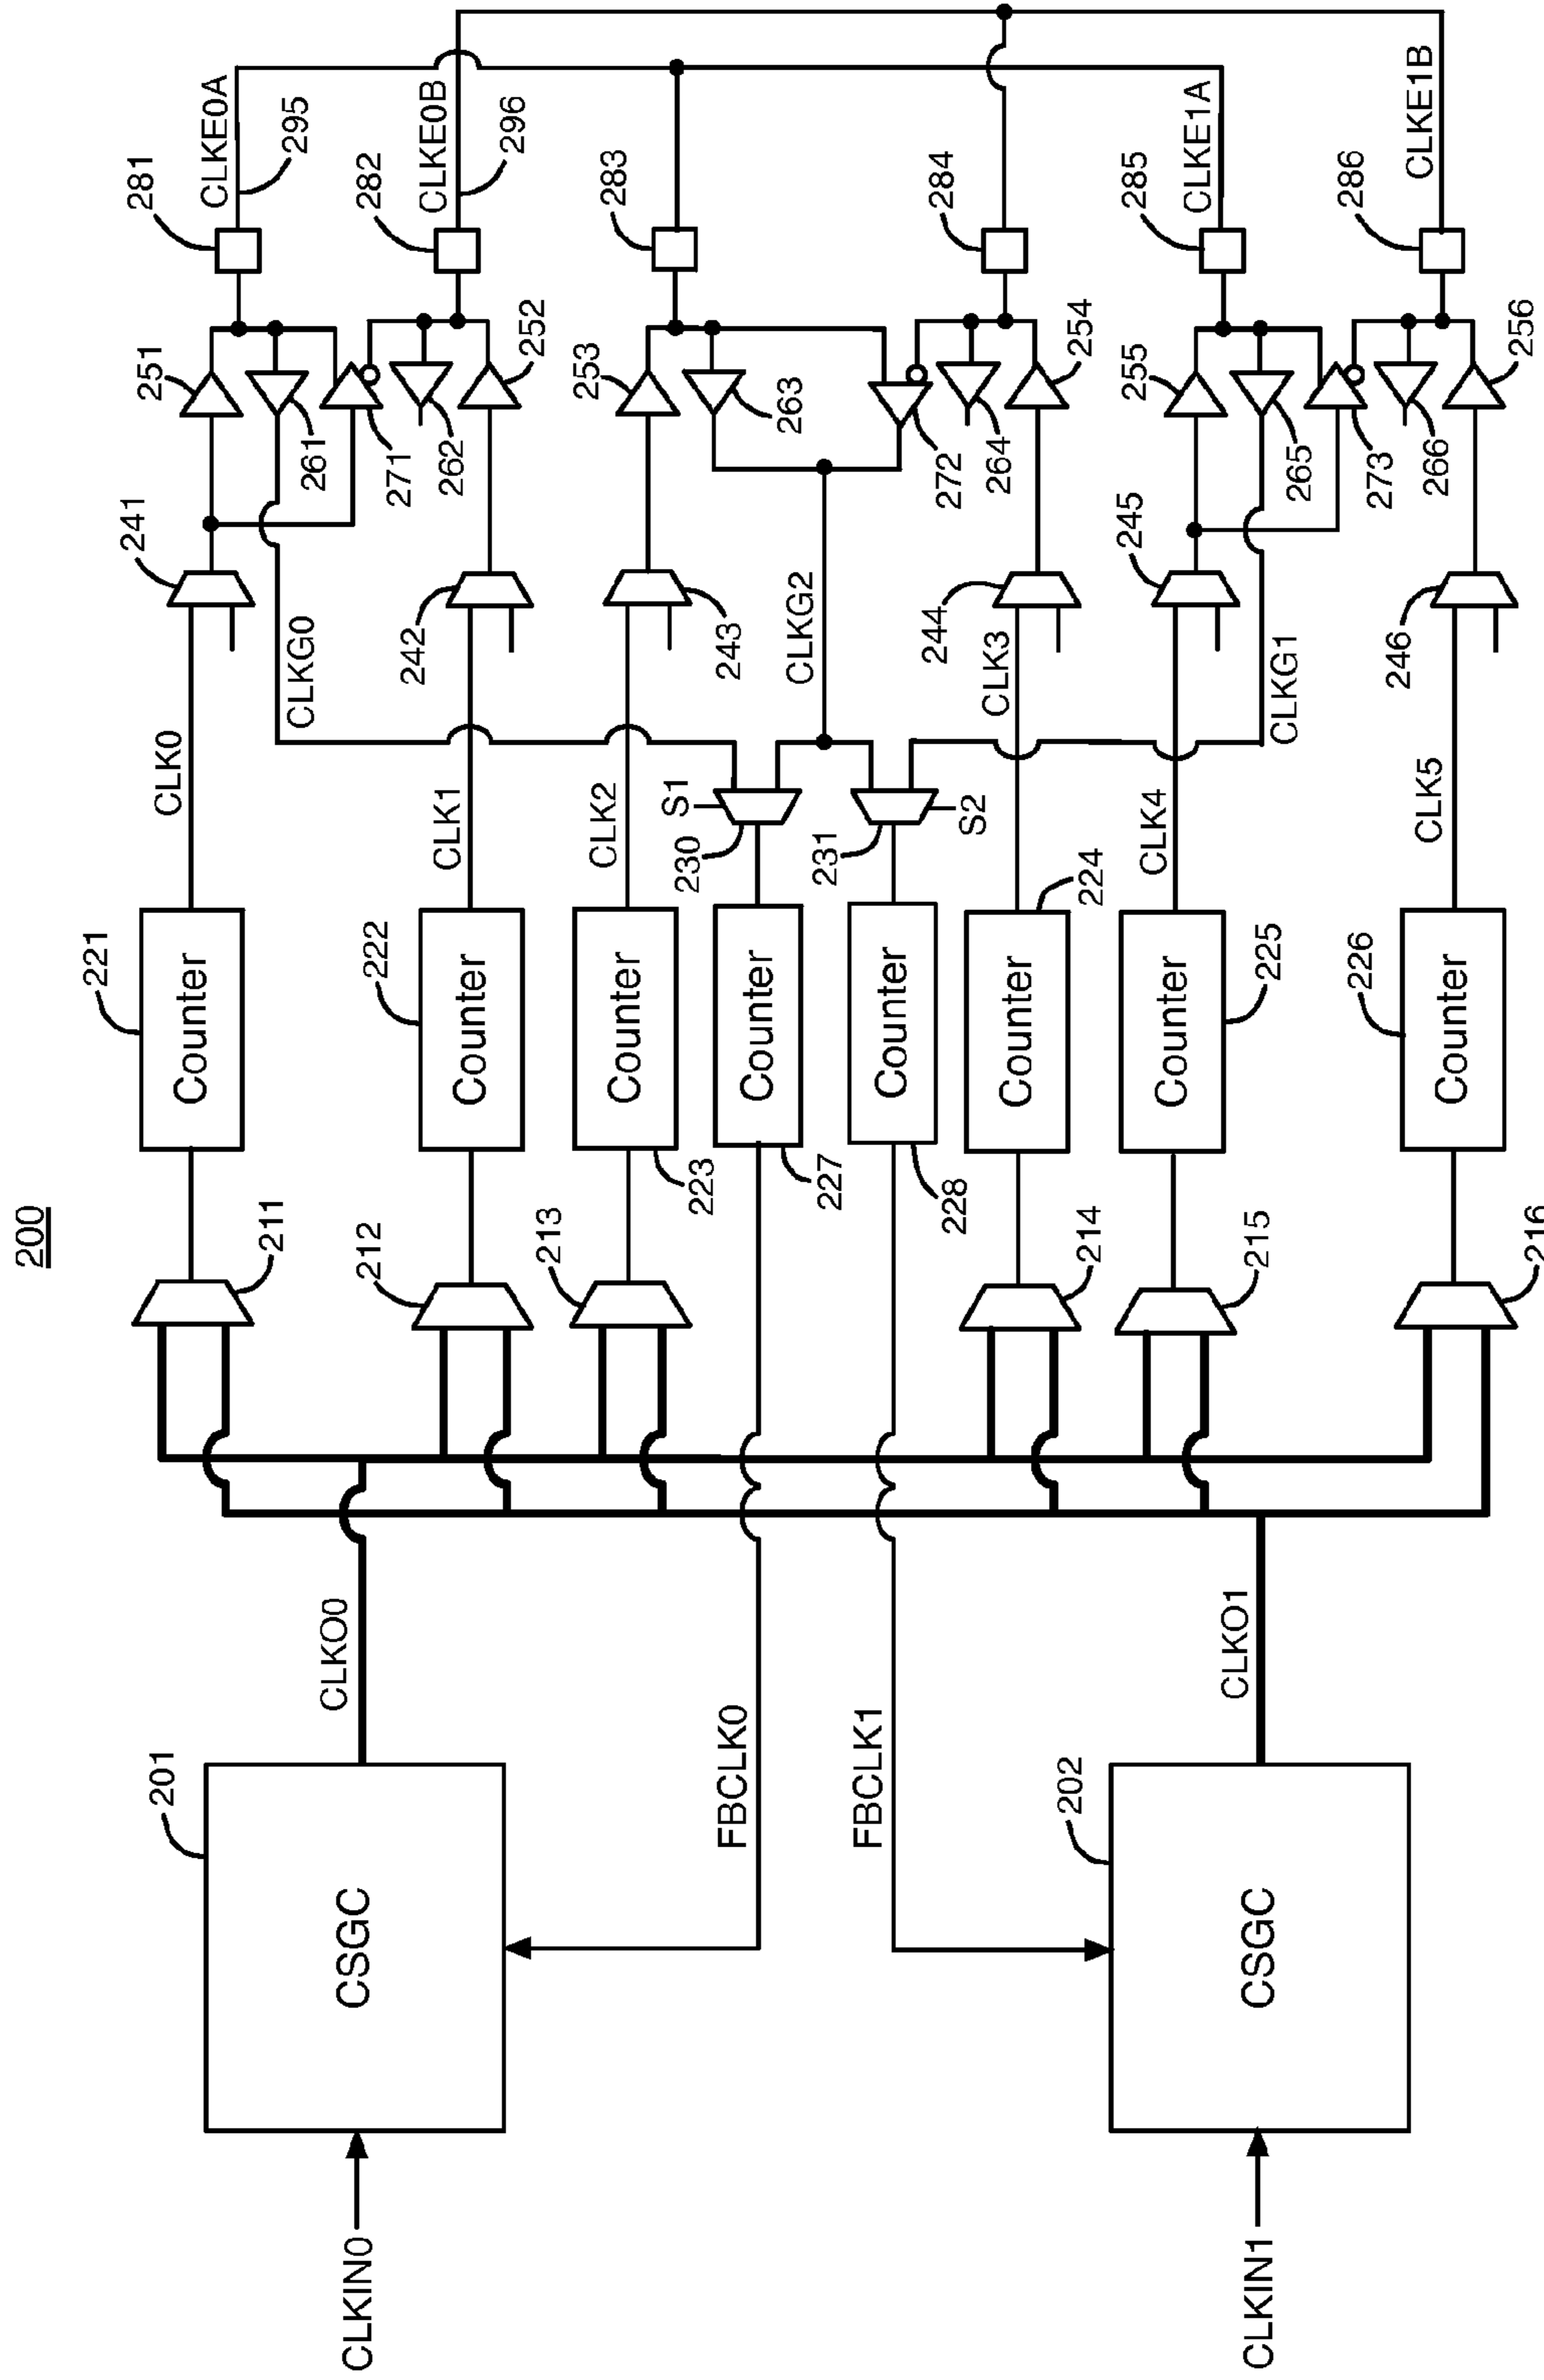 200
CLKIN0
CSGC
201
CLKO0
FBCLK0
CLKIN1
CSGC
202
CLKO1
FBCLK1
211
212
213
214
215
216
Counter
221
Counter
222
Counter
223
Counter
227
Counter
228
Counter
224
Counter
225
Counter
226
CLK0
CLK1
CLK2
S1
230
231
S2
CLK3
CLK4
CLK5
CLKG0
CLKG2
CLKG1
241
242
243
244
245
246
251
261
271
262
252
253
263
272
264
254
255
265
273
266
256
281
282
283
284
285
286
CLKE0A
295
CLKE0B
296
CLKE1A
CLKE1B